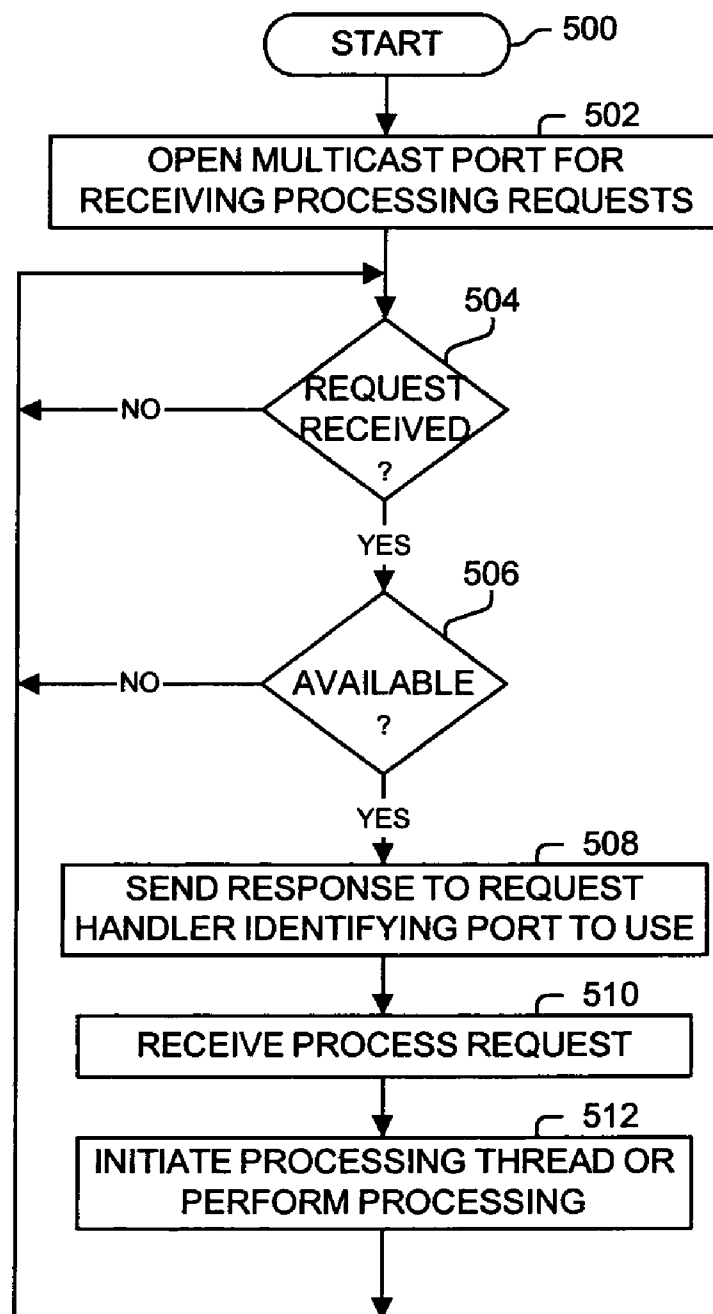 START
500
502
OPEN MULTICAST PORT FOR
RECEIVING PROCESSING REQUESTS
504
REQUEST
RECEIVED
?
NO
YES
506
AVAILABLE
?
NO
YES
508
SEND RESPONSE TO REQUEST
HANDLER IDENTIFYING PORT TO USE
510
RECEIVE PROCESS REQUEST
512
INITIATE PROCESSING THREAD OR
PERFORM PROCESSING